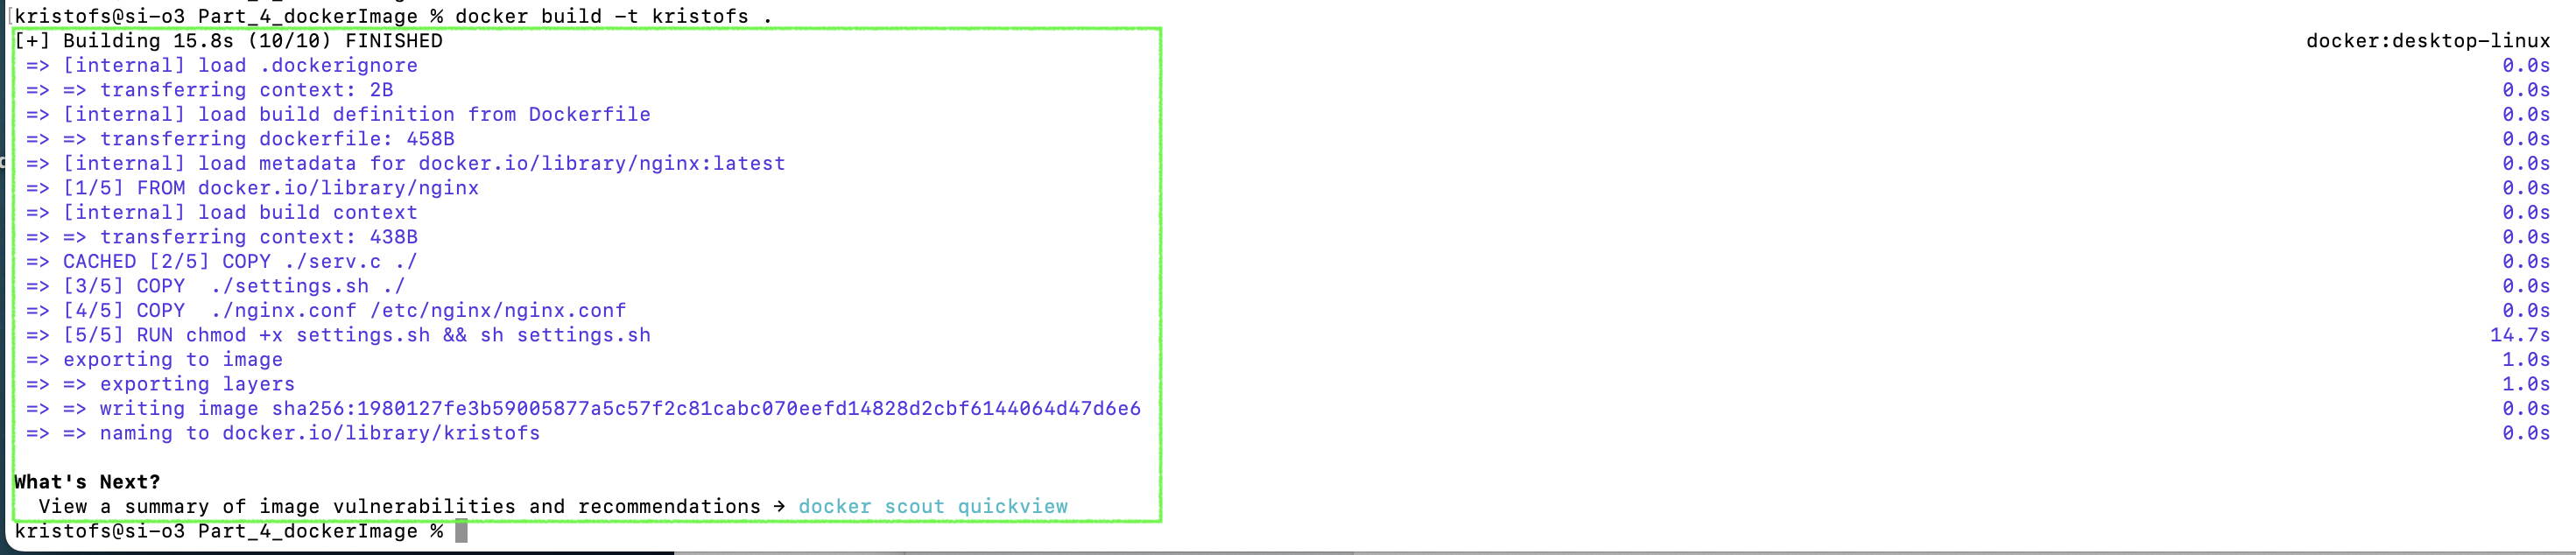 [kristofs@si-o3 Part_4_dockerImage % docker build -t kristofs .
[+] Building 15.8s (10/10) FINISHED docker:desktop-linux
=> [internal] load .dockerignore 0.0s
=> => transferring context: 2B 0.0s
=> [internal] load build definition from Dockerfile 0.0s
=> => transferring dockerfile: 458B 0.0s
=> [internal] load metadata for docker.io/library/nginx:latest 0.0s
=> [1/5] FROM docker.io/library/nginx 0.0s
=> [internal] load build context 0.0s
=> => transferring context: 438B 0.0s
=> CACHED [2/5] COPY ./serv.c ./ 0.0s
=> [3/5] COPY  ./settings.sh ./ 0.0s
=> [4/5] COPY  ./nginx.conf /etc/nginx/nginx.conf 0.0s
=> [5/5] RUN chmod +x settings.sh && sh settings.sh 14.7s
=> exporting to image 1.0s
=> => exporting layers 1.0s
=> => writing image sha256:1980127fe3b59005877a5c57f2c81cabc070eefd14828d2cbf6144064d47d6e6 0.0s
=> => naming to docker.io/library/kristofs 0.0s
What's Next?
View a summary of image vulnerabilities and recommendations → docker scout quickview
kristofs@si-o3 Part_4_dockerImage %